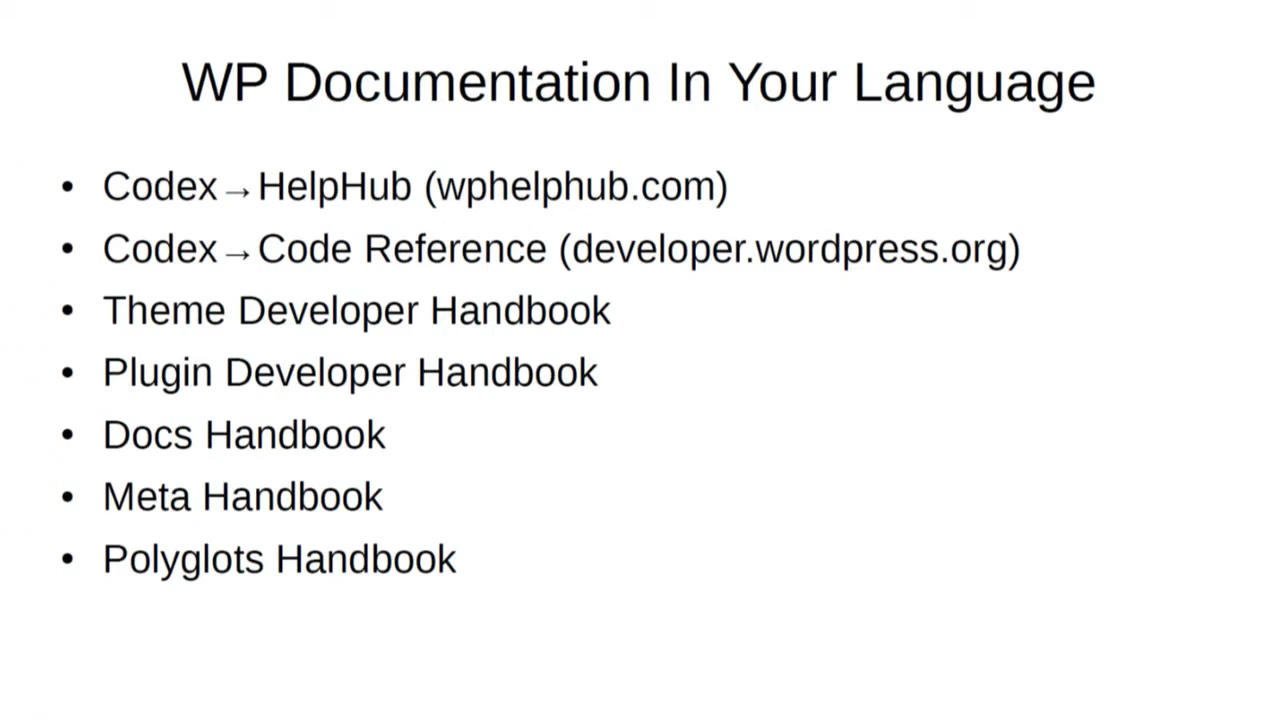 WP Documentation In Your Language
• Codex→HelpHub (wphelphub.com)
• Codex→Code Reference (developer.wordpress.org)
• Theme Developer Handbook
• Plugin Developer Handbook
• Docs Handbook
• Meta Handbook
• Polyglots Handbook